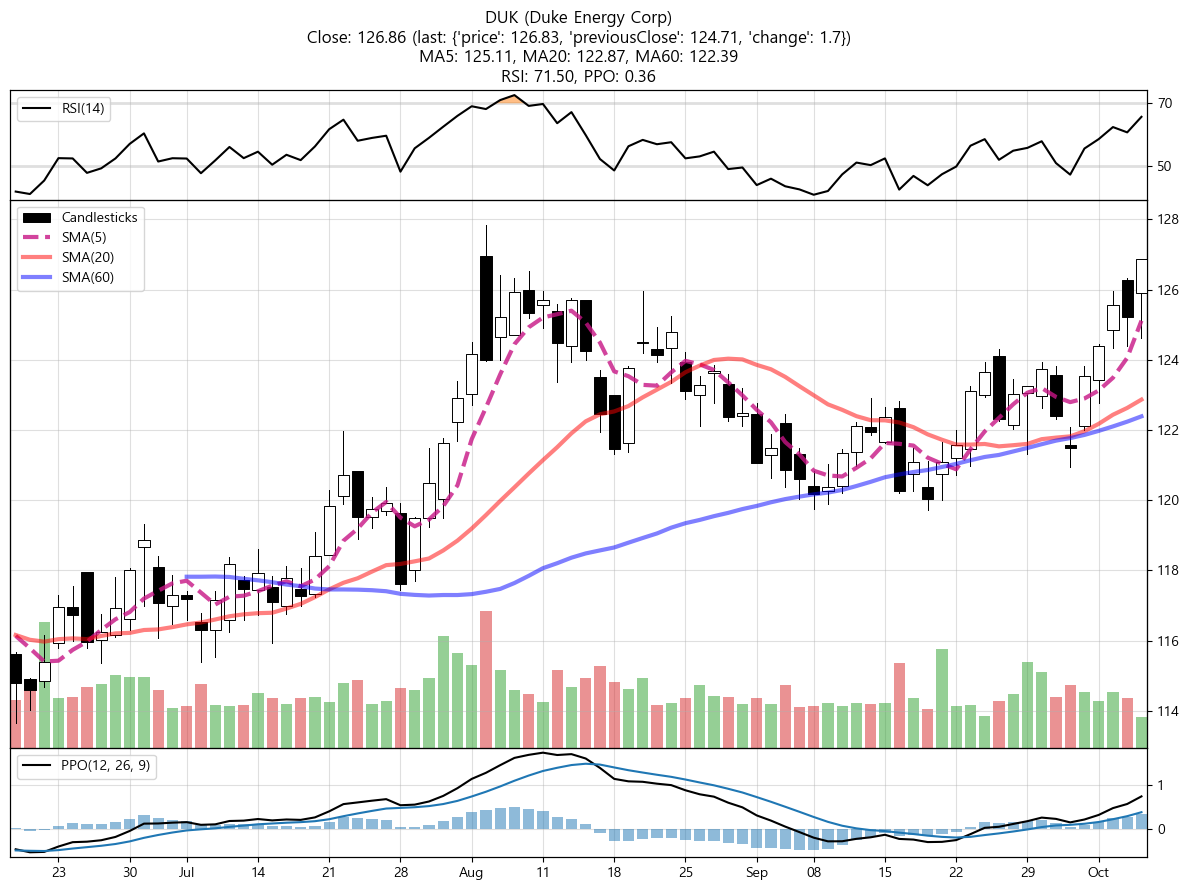 DUK (Duke Energy Corp)
Close: 126.86 (last: {'price': 126.83, 'previousClose': 124.71, 'change': 1.7})
MA5: 125.11, MA20: 122.87, MA60: 122.39
RSI: 71.50, PPO: 0.36
RSI(14)
70
50
Candlesticks
SMA(5)
SMA(20)
SMA(60)
128
126
124
122
120
118
116
114
PPO(12, 26, 9)
1
0
23 30 Jul 14 21 28 Aug 11 18 25 Sep 08 15 22 29 Oct